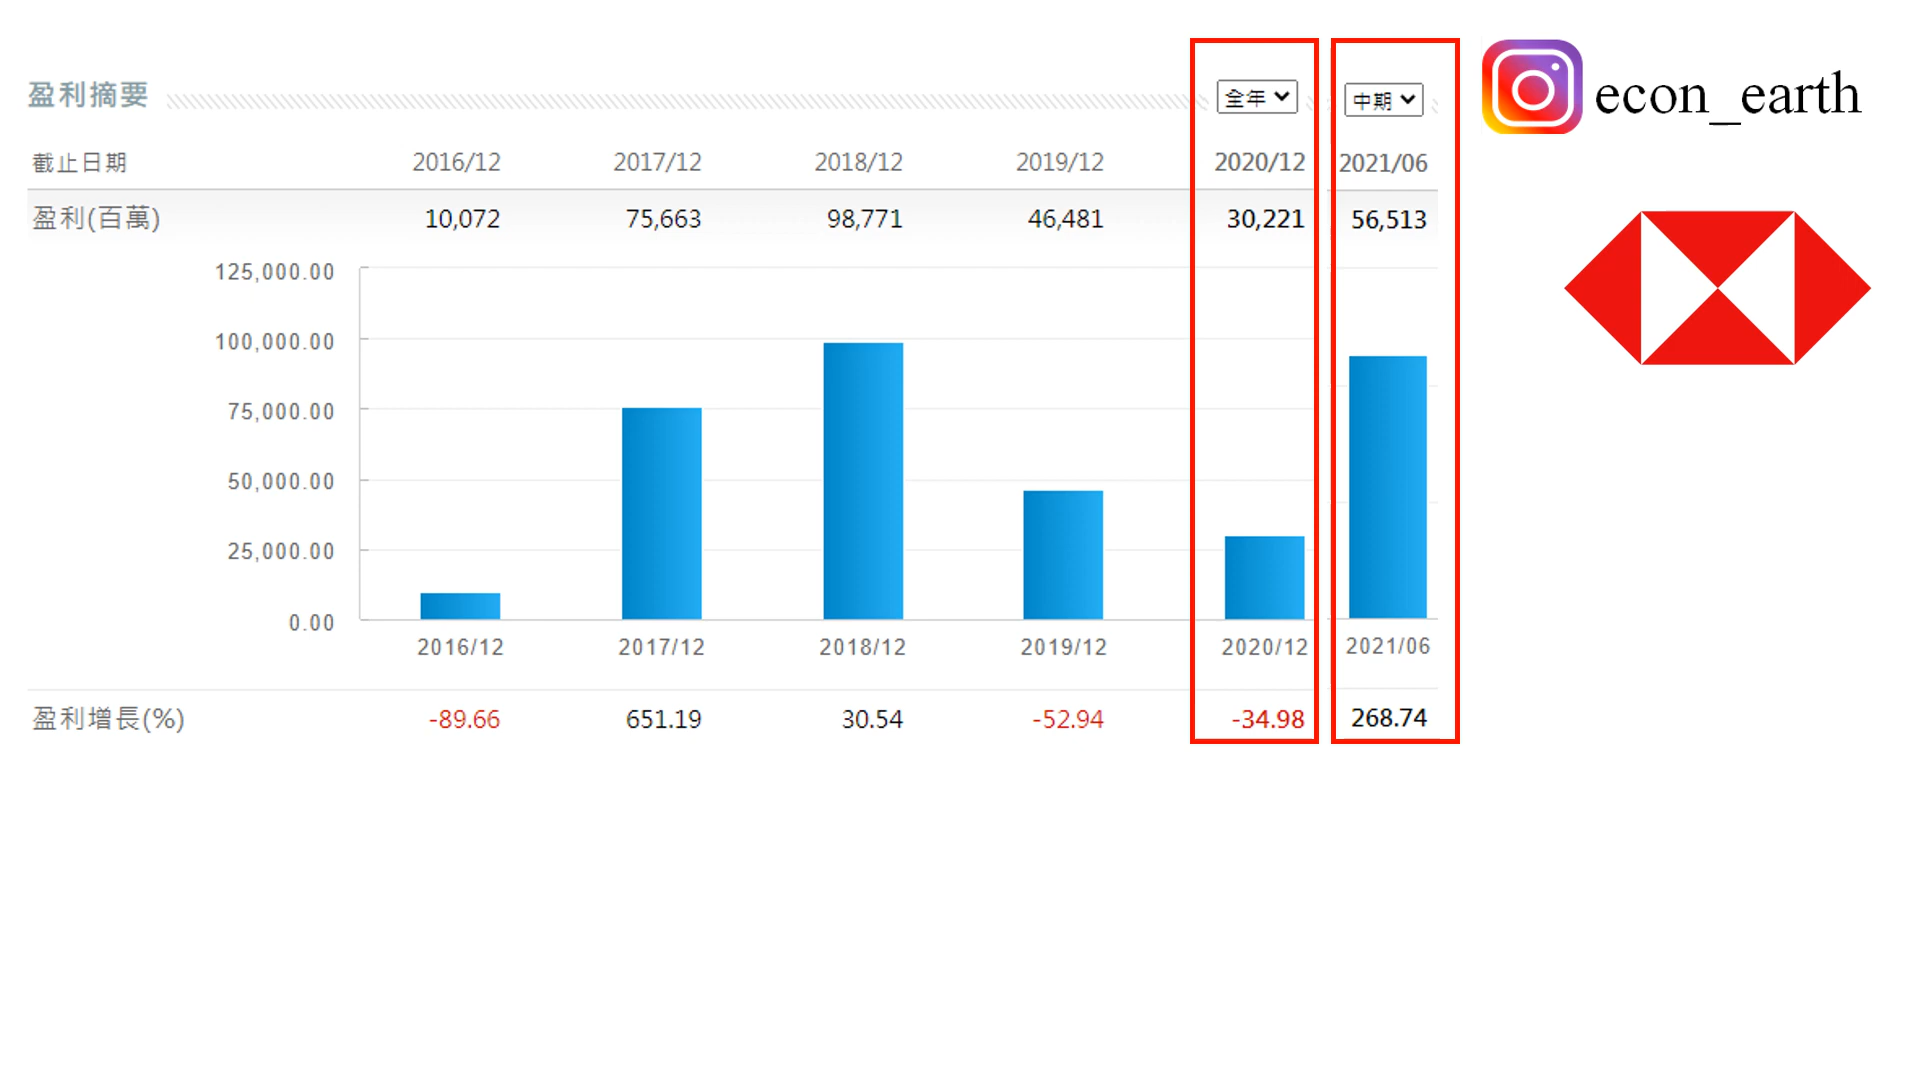 盈利摘要 全年 中期
econ_earth
截止日期 2016/12 2017/12 2018/12 2019/12 2020/12 2021/06
盈利(百萬) 10,072 75,663 98,771 46,481 30,221 56,513
125,000.00
100,000.00
75,000.00
50,000.00
25,000.00
0.00
2016/12 2017/12 2018/12 2019/12 2020/12 2021/06
盈利增長(%) -89.66 651.19 30.54 -52.94 -34.98 268.74